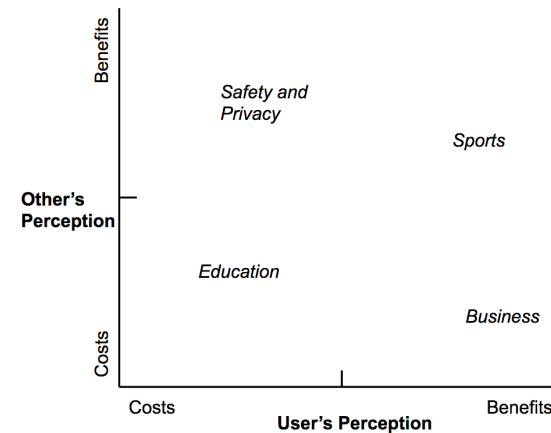 Benefits
Safety and
Privacy
Sports
Other's
Perception
Education
Business
Costs
Costs
Benefits
User's Perception